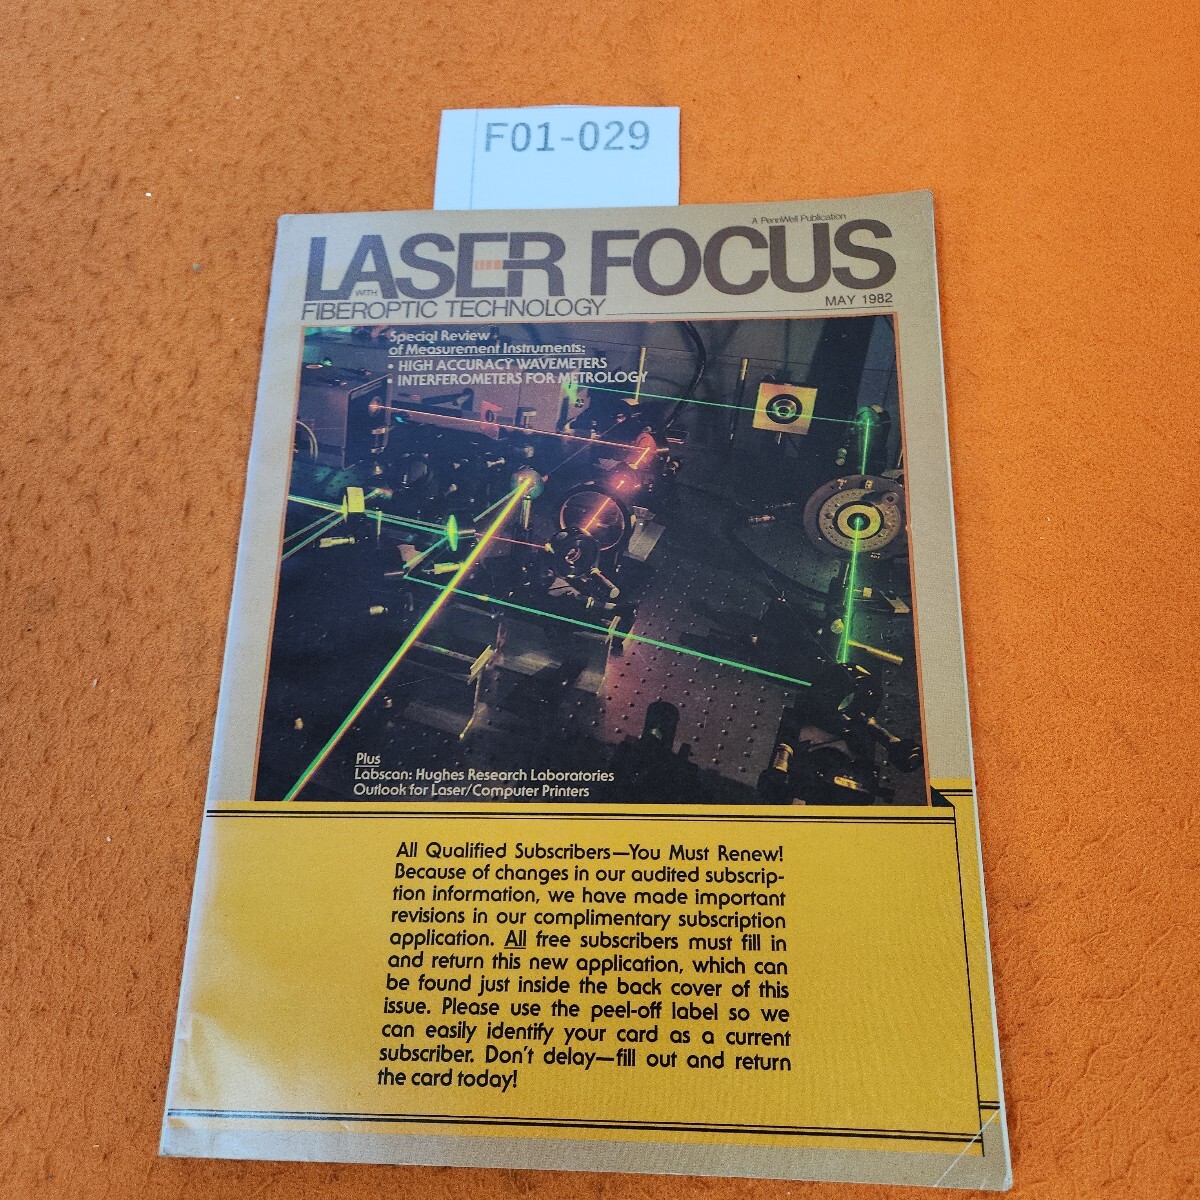 F01-029
A PennWell Publication
LASER FOCUS
WITH
FIBEROPTIC TECHNOLOGY
MAY 1982
Special Review
of Measurement Instruments:
• HIGH ACCURACY WAVEMETERS
• INTERFEROMETERS FOR METROLOGY
Plus
Labscan: Hughes Research Laboratories
Outlook for Laser/Computer Printers
All Qualified Subscribers—You Must Renew!
Because of changes in our audited subscrip-
tion information, we have made important
revisions in our complimentary subscription
application. All free subscribers must fill in
and return this new application, which can
be found just inside the back cover of this
issue. Please use the peel-off label so we
can easily identify your card as a current
subscriber. Don't delay—fill out and return
the card today!